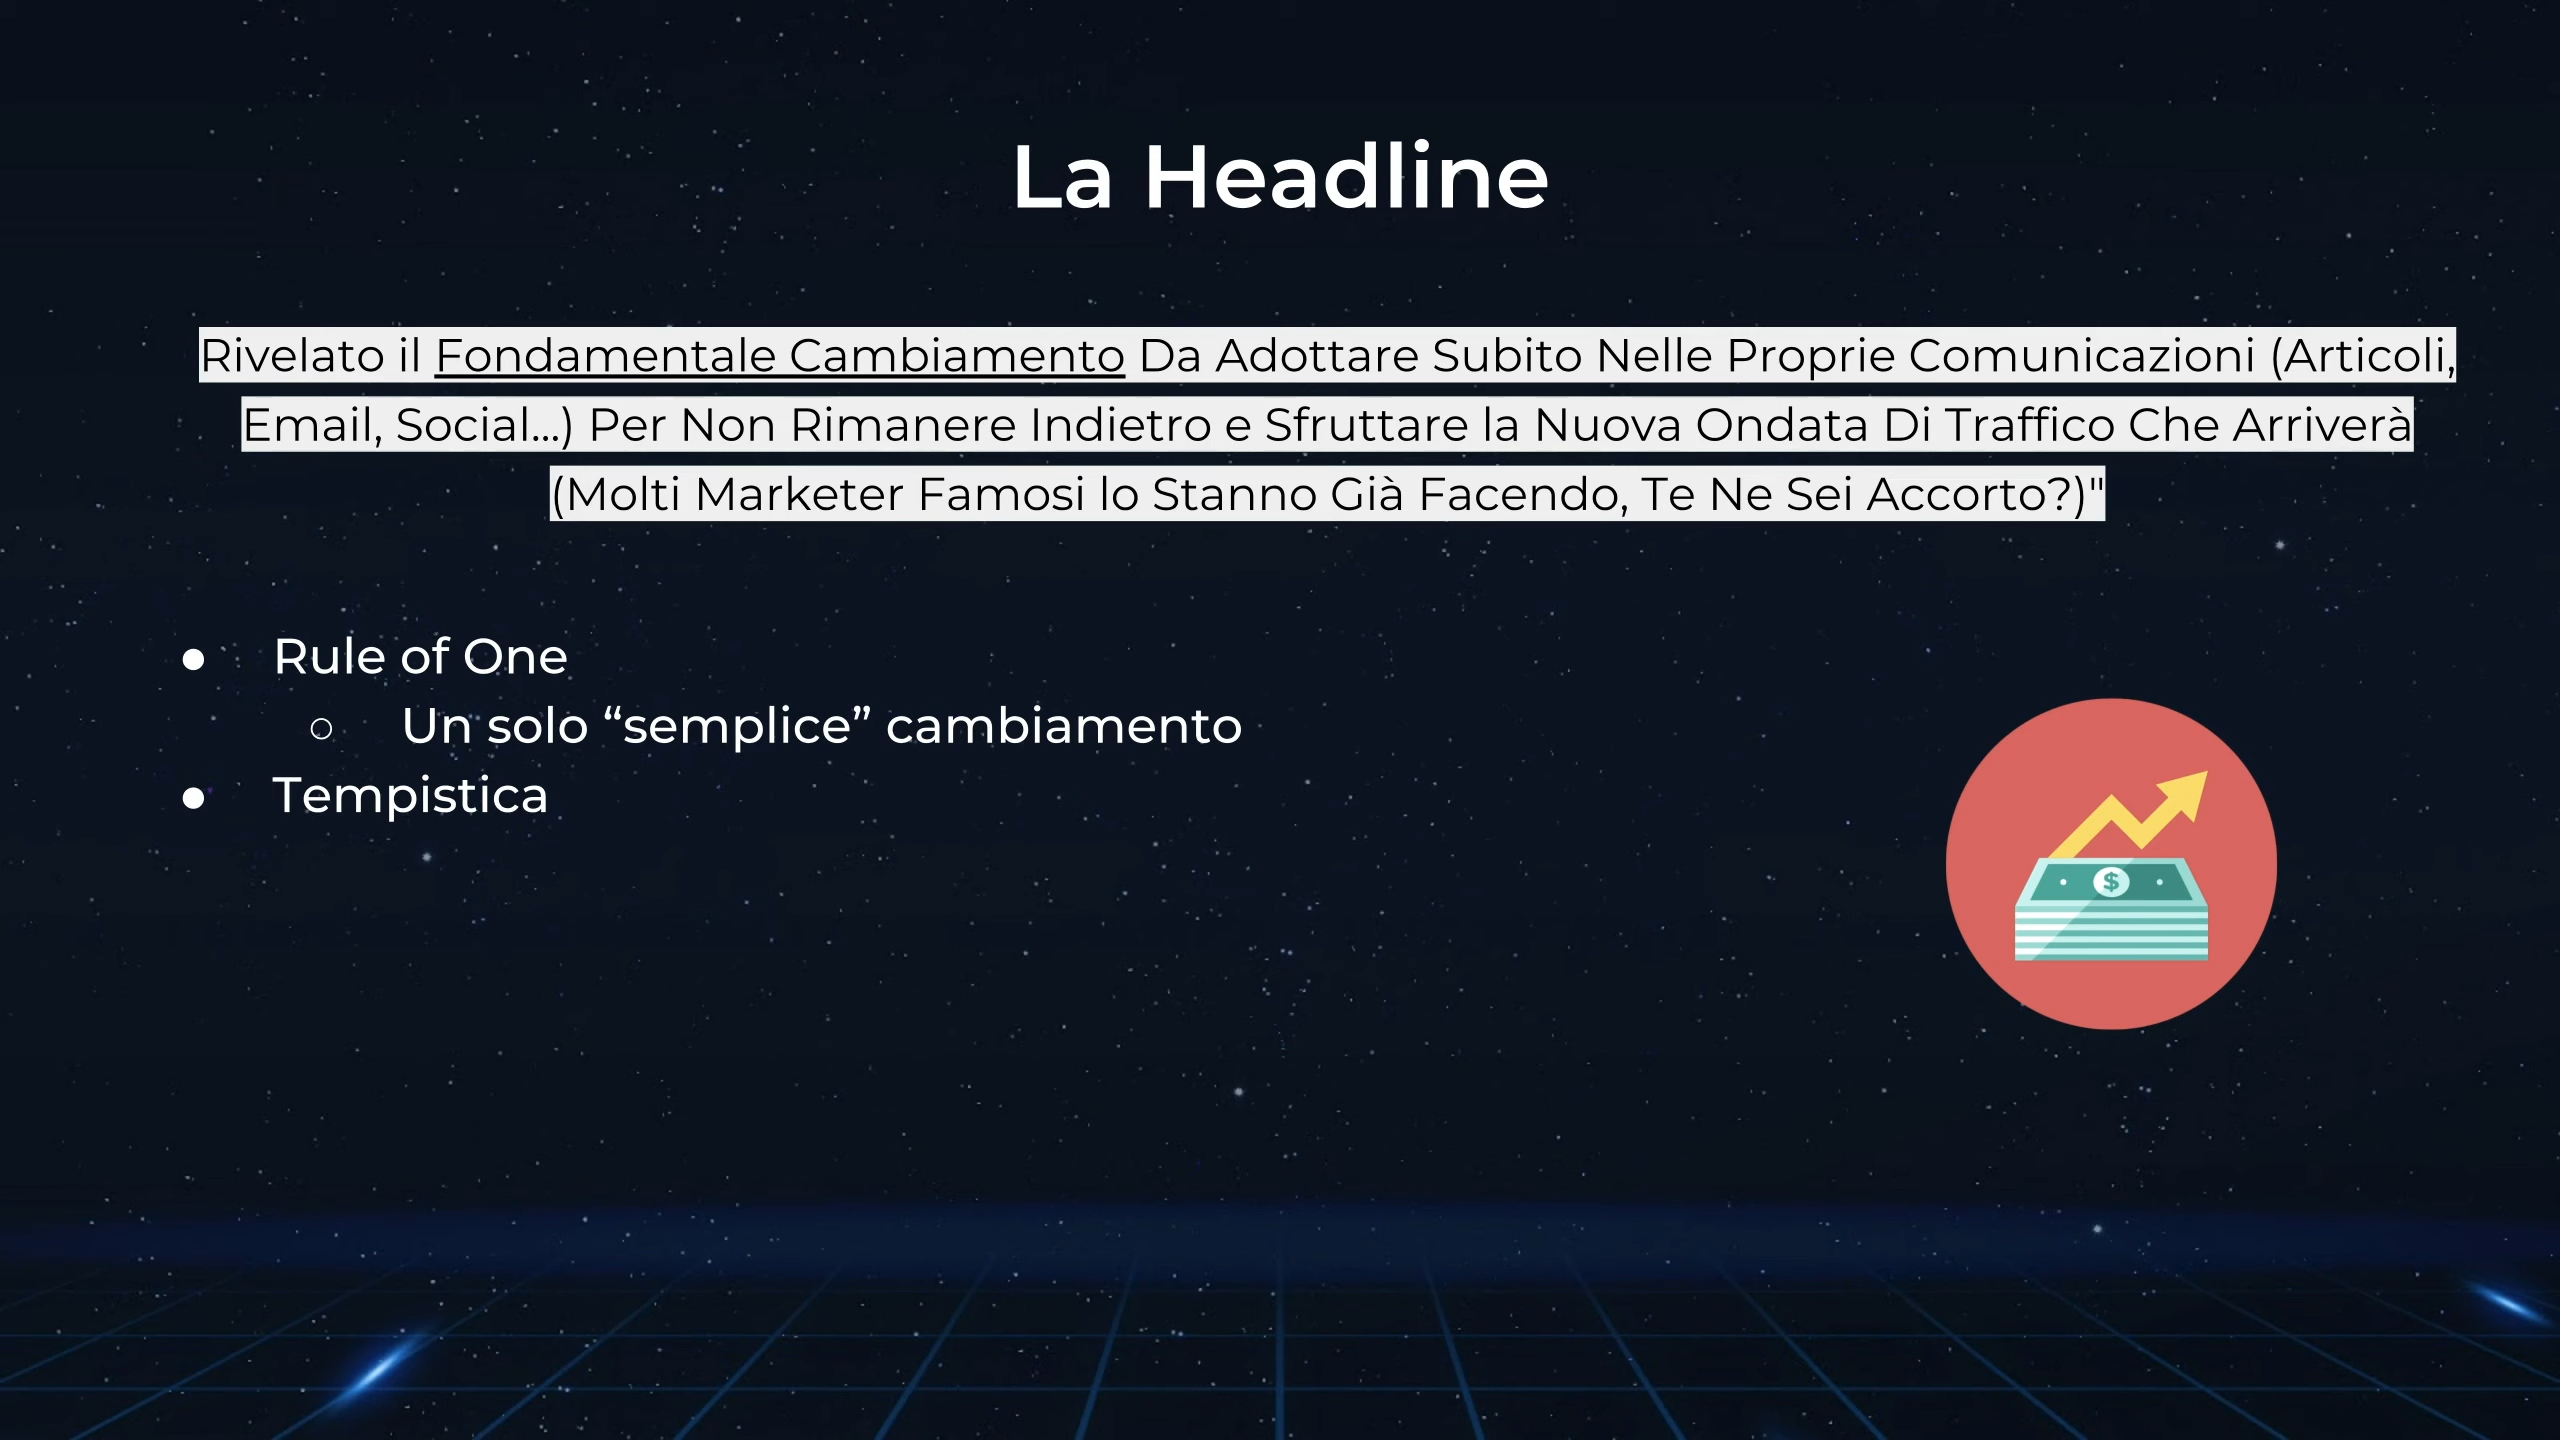 La Headline
Rivelato il Fondamentale Cambiamento Da Adottare Subito Nelle Proprie Comunicazioni (Articoli,
Email, Social...) Per Non Rimanere Indietro e Sfruttare la Nuova Ondata Di Traffico Che Arriverà
(Molti Marketer Famosi lo Stanno Già Facendo, Te Ne Sei Accorto?)"
● Rule of One
○ Un solo “semplice” cambiamento
● Tempistica
$